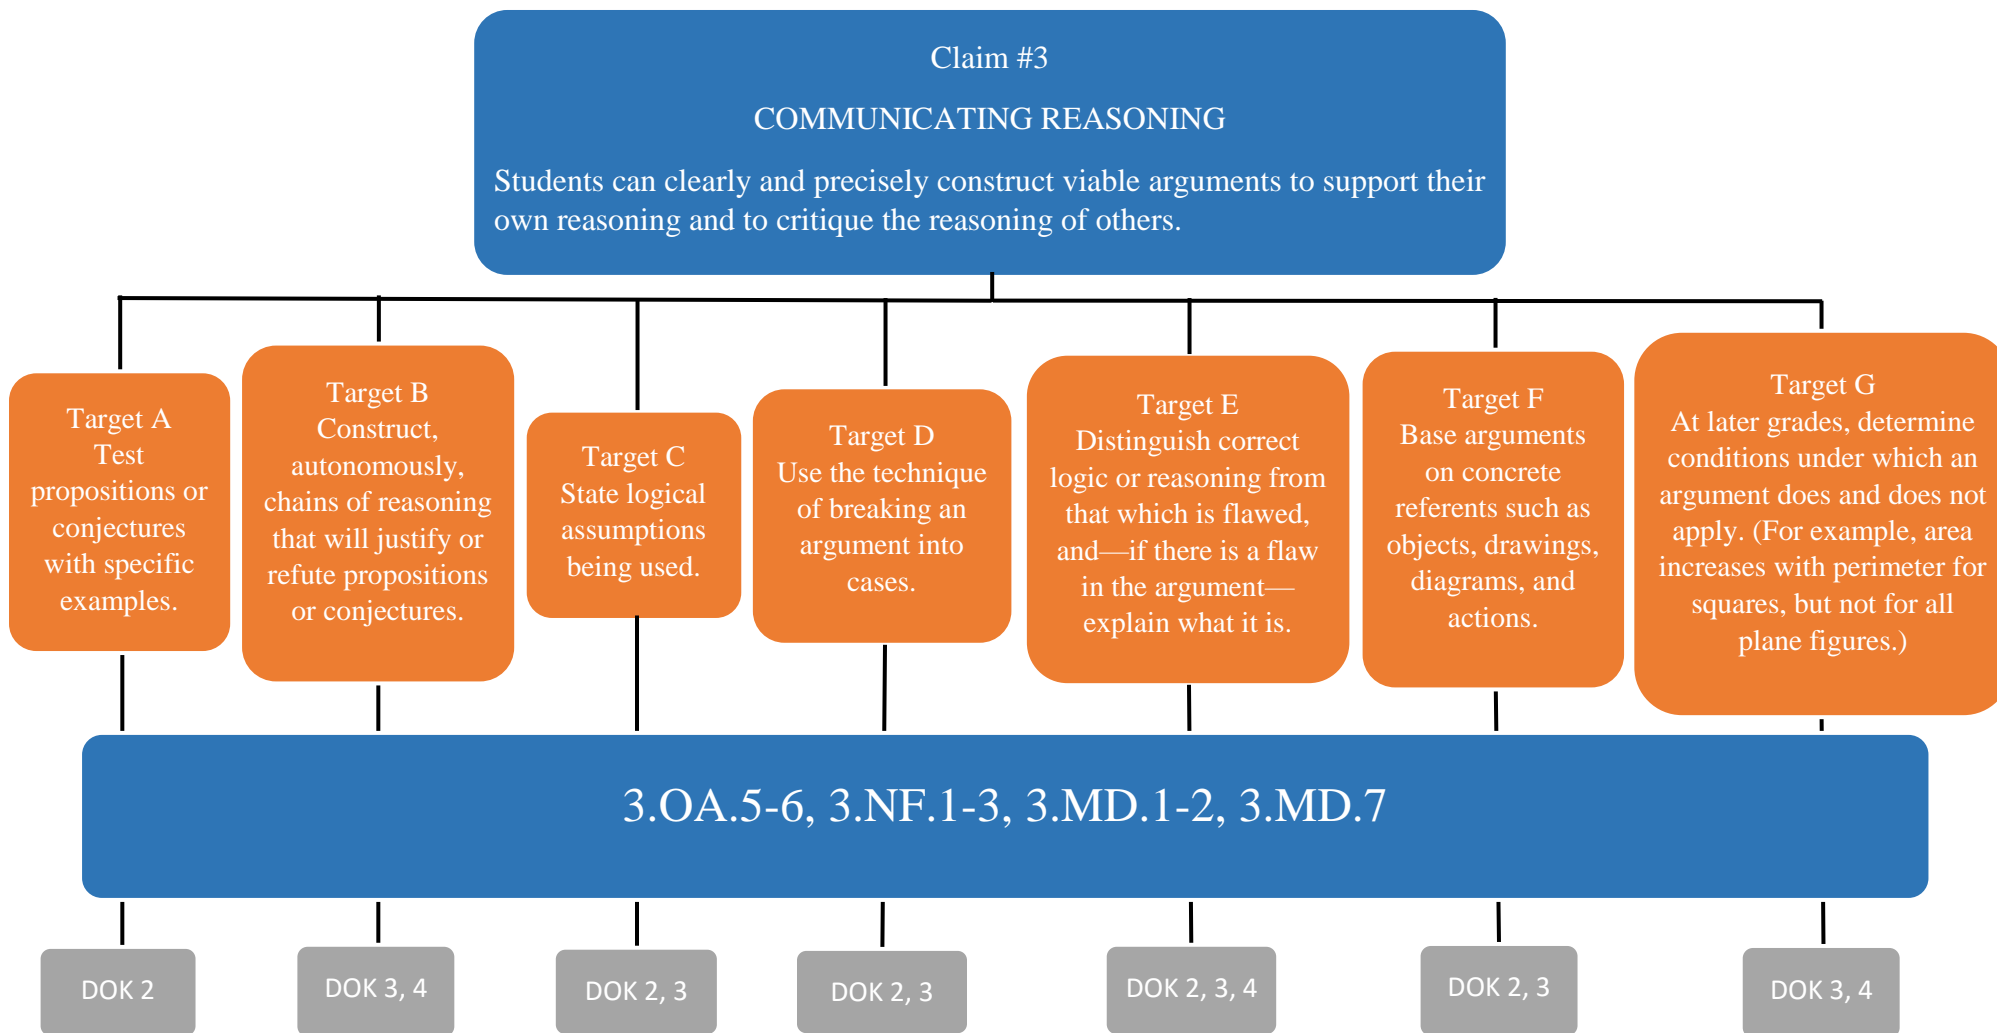 Claim #3
COMMUNICATING REASONING
Students can clearly and precisely construct viable arguments to support their
own reasoning and to critique the reasoning of others.
Target A
Test
propositions or
conjectures
with specific
examples.
Target B
Construct,
autonomously,
chains of reasoning
that will justify or
refute propositions
or conjectures.
Target C
State logical
assumptions
being used.
Target D
Use the technique
of breaking an
argument into
cases.
Target E
Distinguish correct
logic or reasoning from
that which is flawed,
and—if there is a flaw
in the argument—
explain what it is.
Target F
Base arguments
on concrete
referents such as
objects, drawings,
diagrams, and
actions.
Target G
At later grades, determine
conditions under which an
argument does and does not
apply. (For example, area
increases with perimeter for
squares, but not for all
plane figures.)
3.OA.5-6, 3.NF.1-3, 3.MD.1-2, 3.MD.7
DOK 2
DOK 3, 4
DOK 2, 3
DOK 2, 3
DOK 2, 3, 4
DOK 2, 3
DOK 3, 4